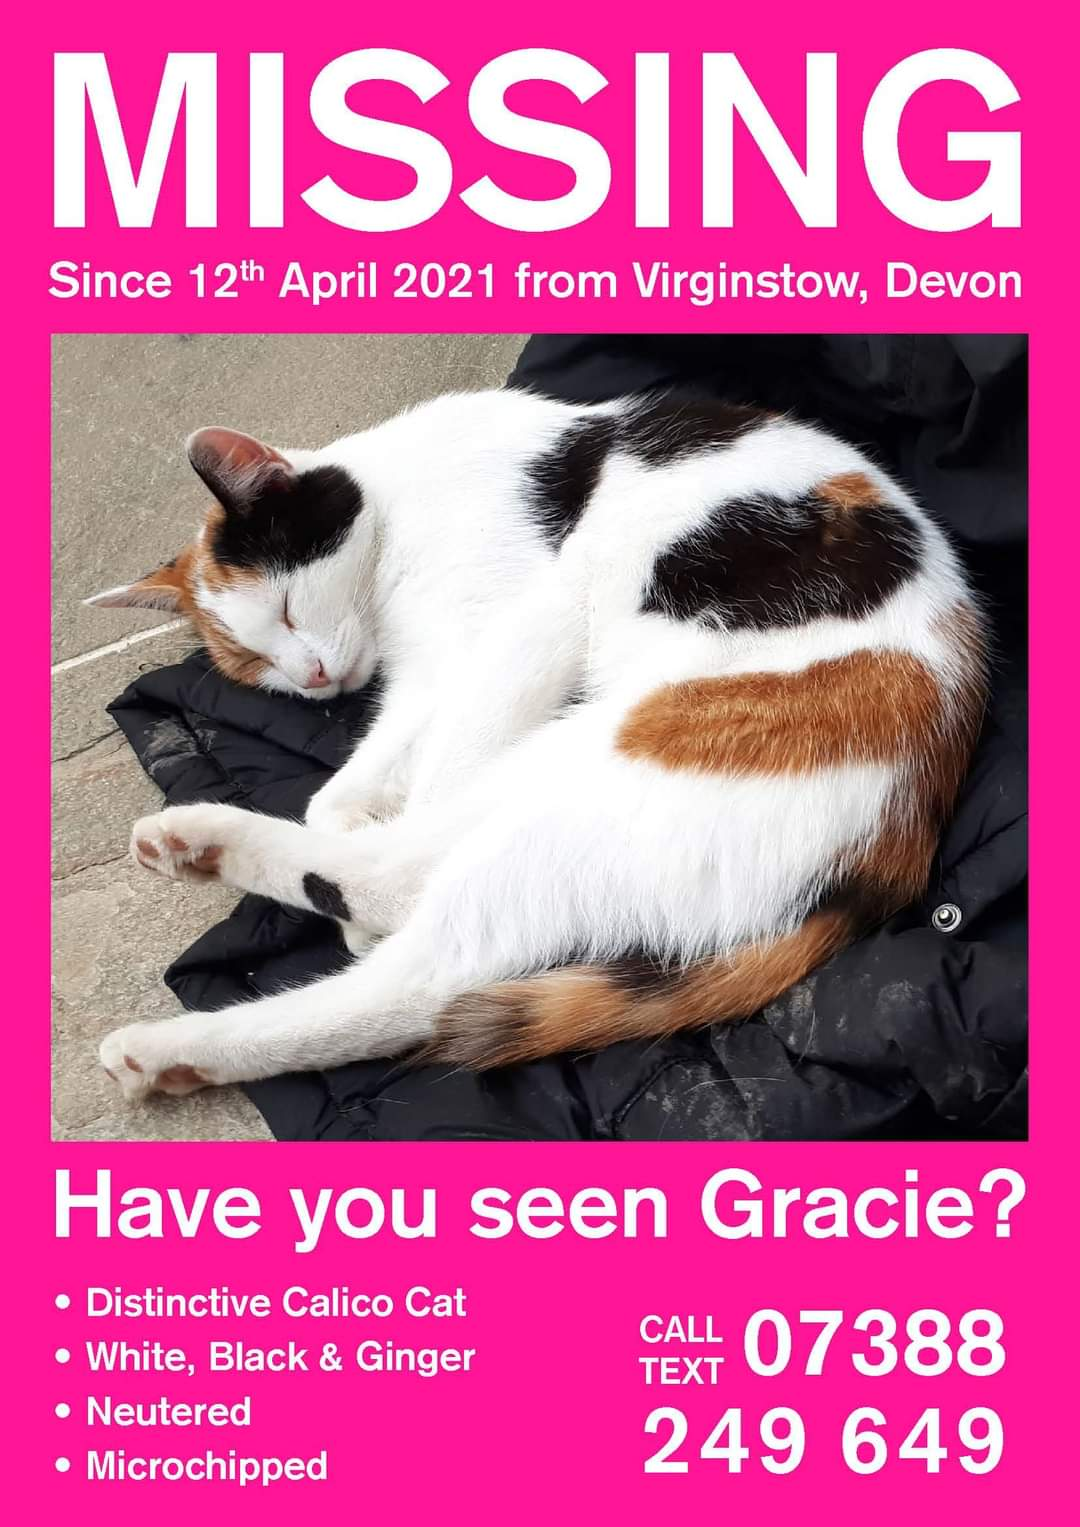 MISSING
Since 12th April 2021 from Virginstow, Devon
Have you seen Gracie?
• Distinctive Calico Cat
• White, Black & Ginger
• Neutered
• Microchipped
CALL TEXT 07388
249 649